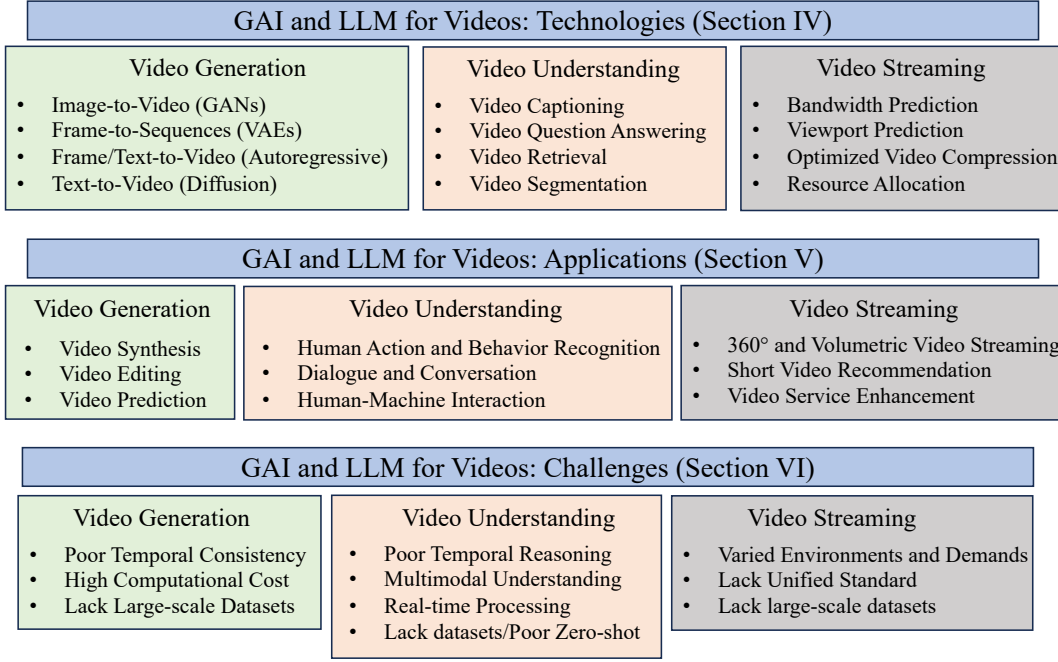 GAI and LLM for Videos: Technologies (Section IV)
Video Generation
• Image-to-Video (GANs)
• Frame-to-Sequences (VAEs)
• Frame/Text-to-Video (Autoregressive)
• Text-to-Video (Diffusion)
Video Understanding
• Video Captioning
• Video Question Answering
• Video Retrieval
• Video Segmentation
Video Streaming
• Bandwidth Prediction
• Viewport Prediction
• Optimized Video Compression
• Resource Allocation
GAI and LLM for Videos: Applications (Section V)
Video Generation
• Video Synthesis
• Video Editing
• Video Prediction
Video Understanding
• Human Action and Behavior Recognition
• Dialogue and Conversation
• Human-Machine Interaction
Video Streaming
• 360° and Volumetric Video Streaming
• Short Video Recommendation
• Video Service Enhancement
GAI and LLM for Videos: Challenges (Section VI)
Video Generation
• Poor Temporal Consistency
• High Computational Cost
• Lack Large-scale Datasets
Video Understanding
• Poor Temporal Reasoning
• Multimodal Understanding
• Real-time Processing
• Lack datasets/Poor Zero-shot
Video Streaming
• Varied Environments and Demands
• Lack Unified Standard
• Lack large-scale datasets